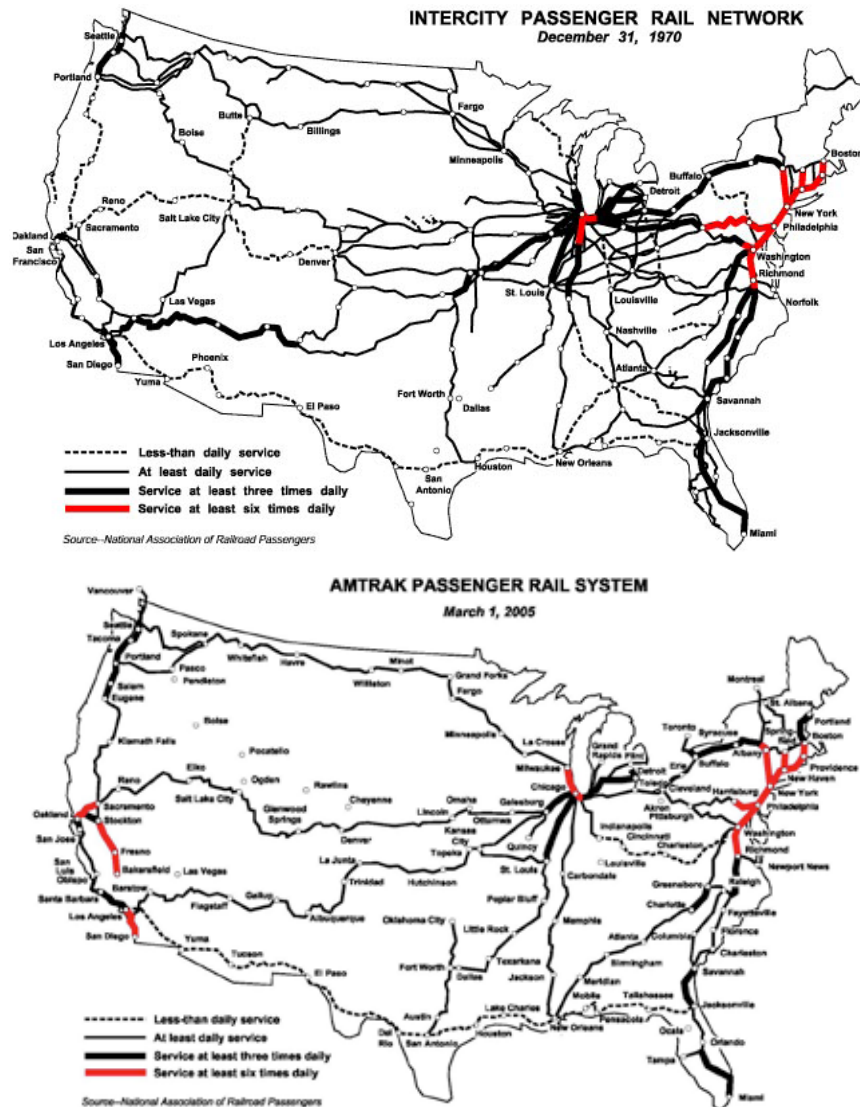 INTERCITY PASSENGER RAIL NETWORK
December 31, 1970
Seattle
Portland
Butte
Billings
Fargo
Boise
Minneapolis
Buffalo
Boston
Detroit
Reno
Salt Lake City
New York
Philadelphia
Oakland
San
Francisco
Sacramento
Denver
Washington
Richmond
Las Vegas
St. Louis
Louisville
Norfolk
Nashville
Los Angeles
San Diego
Phoenix
Yuma
Atlanta
El Paso
Fort Worth
Dallas
Savannah
Jacksonville
Less-than daily service
At least daily service
Service at least three times daily
Service at least six times daily
San
Antonio
Houston
New Orleans
Miami
Source--National Association of Railroad Passengers
AMTRAK PASSENGER RAIL SYSTEM
March 1, 2005
Vancouver
Seattle
Tacoma
Spokane
Whitefish
Havre
Minot
Williston
Grand Forks
Fargo
Portland
Pasco
Pendleton
Salem
Eugene
Montreal
St. Albans
Boise
Klamath Falls
Minneapolis
La Crosse
Grand
Rapids
Flint
Toronto
Syracuse
Portland
Spring-
field
Boston
Albany
Pocatello
Elko
Ogden
Rawlins
Milwaukee
Detroit
Erie
Buffalo
Providence
New Haven
Reno
Salt Lake City
Cheyenne
Omaha
Chicago
Toledo
Cleveland
Harrisburg
New York
Philadelphia
Oakland
Sacramento
Stockton
Glenwood
Springs
Denver
Lincoln
Galesburg
Ottumwa
Akron
Pittsburgh
San Jose
Kansas
City
Quincy
Indianapolis
Cincinnati
Charleston
Washington
Richmond
Fresno
Bakersfield
Las Vegas
La Junta
Topeka
St. Louis
Louisville
Newport News
San
Luis
Obispo
Trinidad
Hutchinson
Carbondale
Greensboro
Raleigh
Santa Barbara
Barstow
Gallup
Poplar Bluff
Charlotte
Los Angeles
Flagstaff
Albuquerque
Oklahoma City
Memphis
Fayetteville
San Diego
Little Rock
Atlanta
Columbia
Florence
Yuma
Tucson
Texarkana
Birmingham
Charleston
El Paso
Fort Worth
Dallas
Jackson
Meridian
Savannah
Austin
Lake Charles
Mobile
Tallahassee
Jacksonville
Less-than daily service
At least daily service
Service at least three times daily
Service at least six times daily
Del
Rio
San Antonio
Houston
New Orleans
Pensacola
Ocala
Orlando
Tampa
Miami
Source--National Association of Railroad Passengers